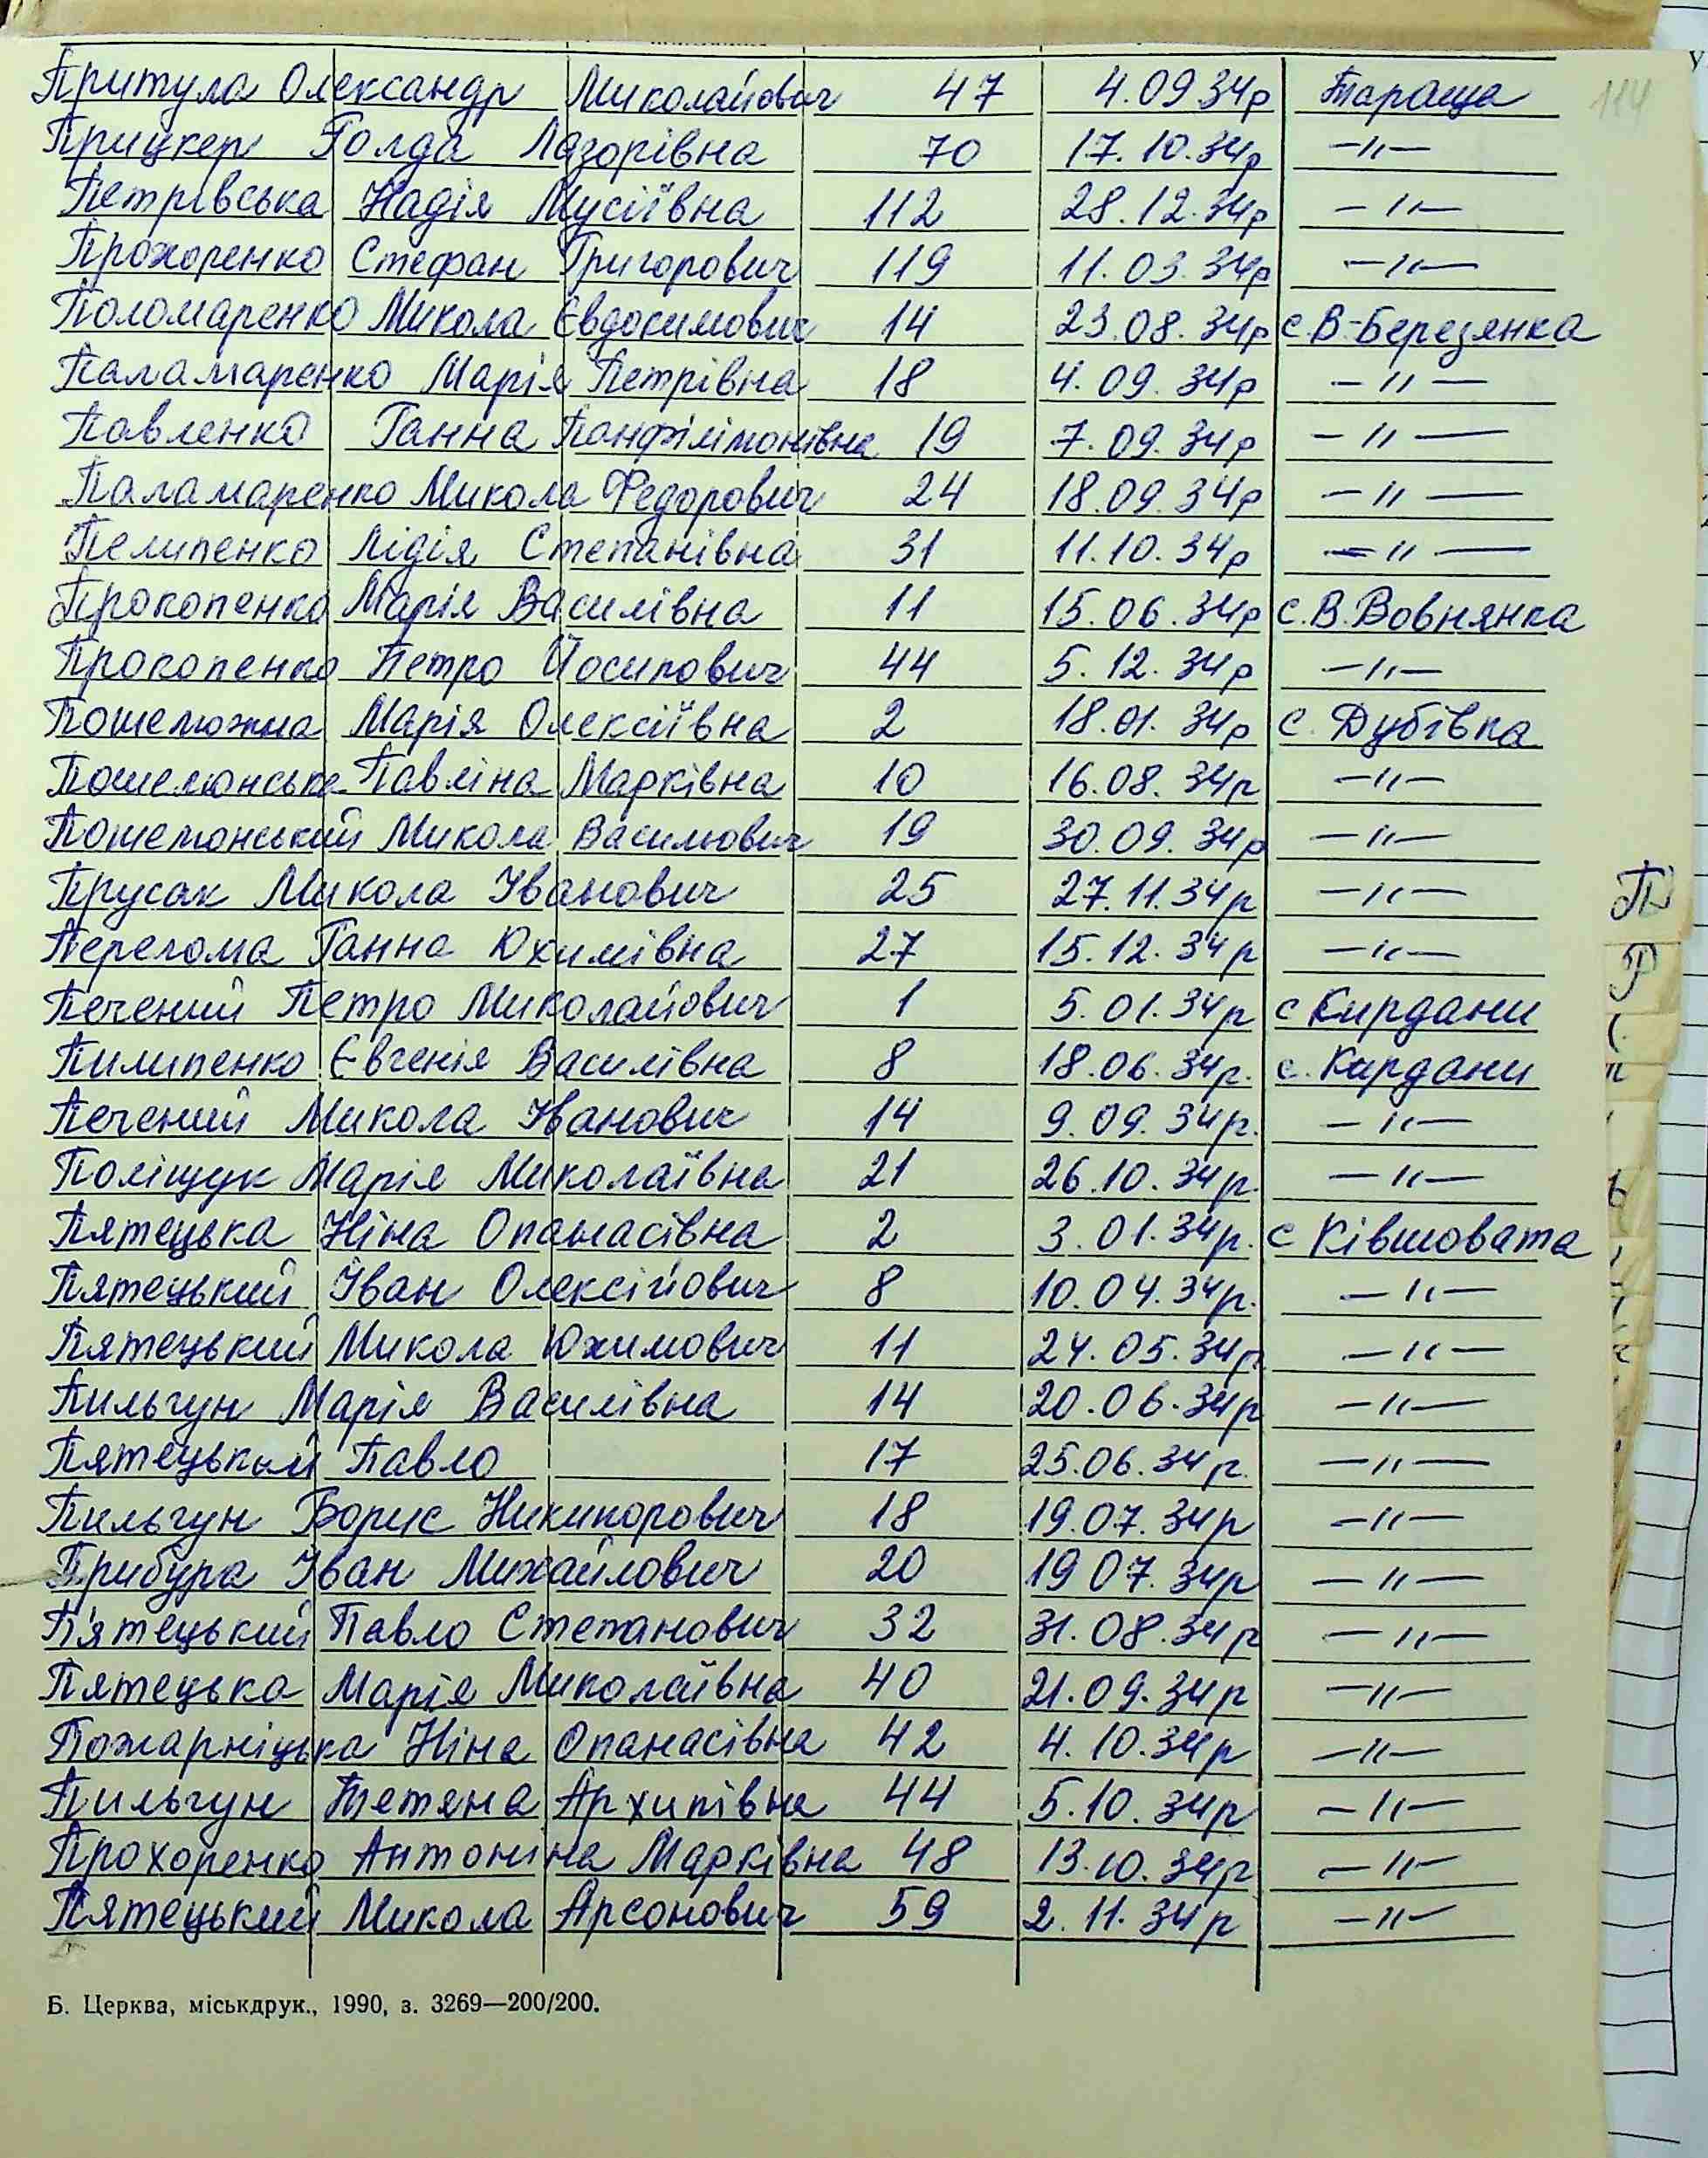 114
Притула Олександр Миколайович 47 4.09.34р Тараща
Прицкер Голда Лазорівна 70 17.10.34р —"—
Петрівська Надія Мусіївна 112 28.12.34р —"—
Прохоренко Стефан Григорович 119 11.03.34р —"—
Поломаренко Микола Євдокимович 14 23.08.34р с.В-Березянка
Паламаренко Марія Петрівна 18 4.09.34р —"—
Павленко Ганна Панфілімонівна 19 7.09.34р —"—
Паламаренко Микола Федорович 24 18.09.34р —"—
Пелипенко Лідія Степанівна 31 11.10.34р —"—
Прокопенко Марія Василівна 11 15.06.34р с.В.Вовнянка
Прокопенко Петро Йосипович 44 5.12.34р —"—
Марія Олексіївна 2 18.01.34р с. Дубівка
Павліна Марківна 10 16.08.34р —"—
Микола Васильович 19 30.09.34р —"—
Прусак Микола Іванович 25 27.11.34р —"—
Перегома Ганна Юхимівна 27 15.12.34р —"—
Печений Петро Миколайович 1 5.01.34р с Кирдани
Пилипенко Євгенія Василівна 8 18.06.34р. с. Кирдани
Печений Микола Іванович 14 9.09.34р. —"—
Поліщук Марія Миколаївна 21 26.10.34р. —"—
Пятецька Ніна Опанасівна 2 3.01.34р. с Ківшовата
Пятецький Іван Олексійович 8 10.04.34р. —"—
Пятецький Микола Юхимович 11 24.05.34р —"—
Пильгун Марія Василівна 14 20.06.34р —"—
Пятецький Павло 17 25.06.34р. —"—
Пильгун Борис Никипорович 18 19.07.34р —"—
Прибура Іван Михайлович 20 19 07.34р —"—
П'ятецький Павло Степанович 32 31.08.34р —"—
Пятецька Марія Миколаївна 40 21.09.34р —"—
Пожарніцька Ніна Опанасівна 42 4.10.34р —"—
Пильгун Тетяна Архипівна 44 5.10.34р —"—
Прохоренко Антоніна Марківна 48 13.10.34р —"—
Пятецький Микола Арсонович 59 2.11.34р —"—
Б. Церква, міськдрук., 1990, з. 3269—200/200.